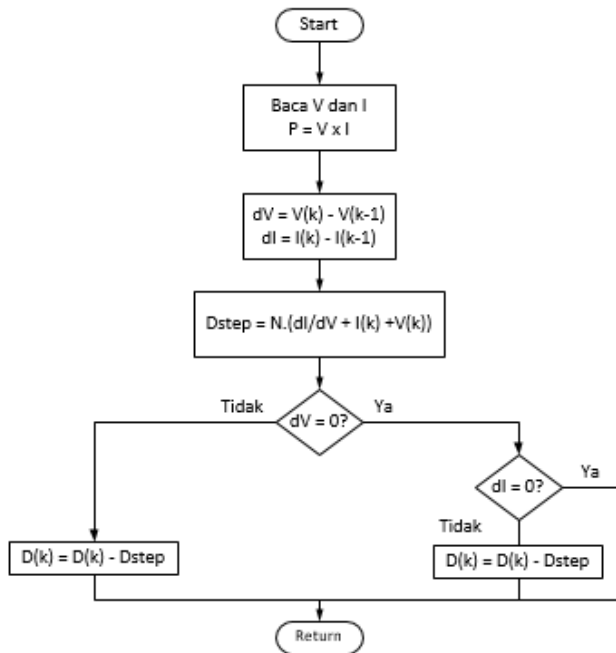 Start
Baca V dan I
P = V x I
dV = V(k) - V(k-1)
dI = I(k) - I(k-1)
Dstep = N.(dI/dV + I(k) +V(k))
Tidak
dV = 0?
Ya
dI = 0?
Ya
Tidak
D(k) = D(k) - Dstep
D(k) = D(k) - Dstep
Return